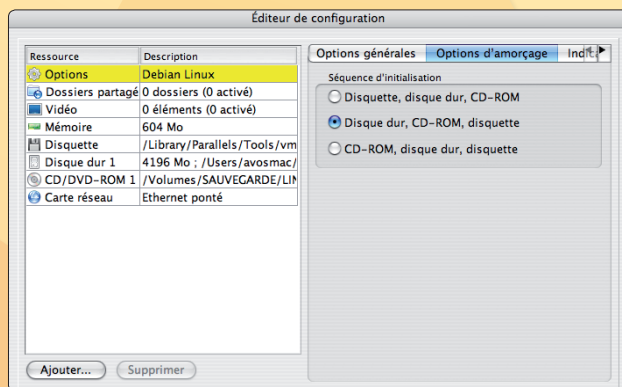 Éditeur de configuration
Ressource Description
Options Debian Linux
Dossiers partagé 0 dossiers (0 activé)
Vidéo 0 éléments (0 activé)
Mémoire 604 Mo
Disquette /Library/Parallels/Tools/vm
Disque dur 1 4196 Mo ; /Users/avosmac/
CD/DVD-ROM 1 /Volumes/SAUVEGARDE/LIN
Carte réseau Ethernet ponté
Ajouter... Supprimer
Options générales Options d'amorçage
Séquence d'initialisation
Disquette, disque dur, CD-ROM
Disque dur, CD-ROM, disquette
CD-ROM, disque dur, disquette